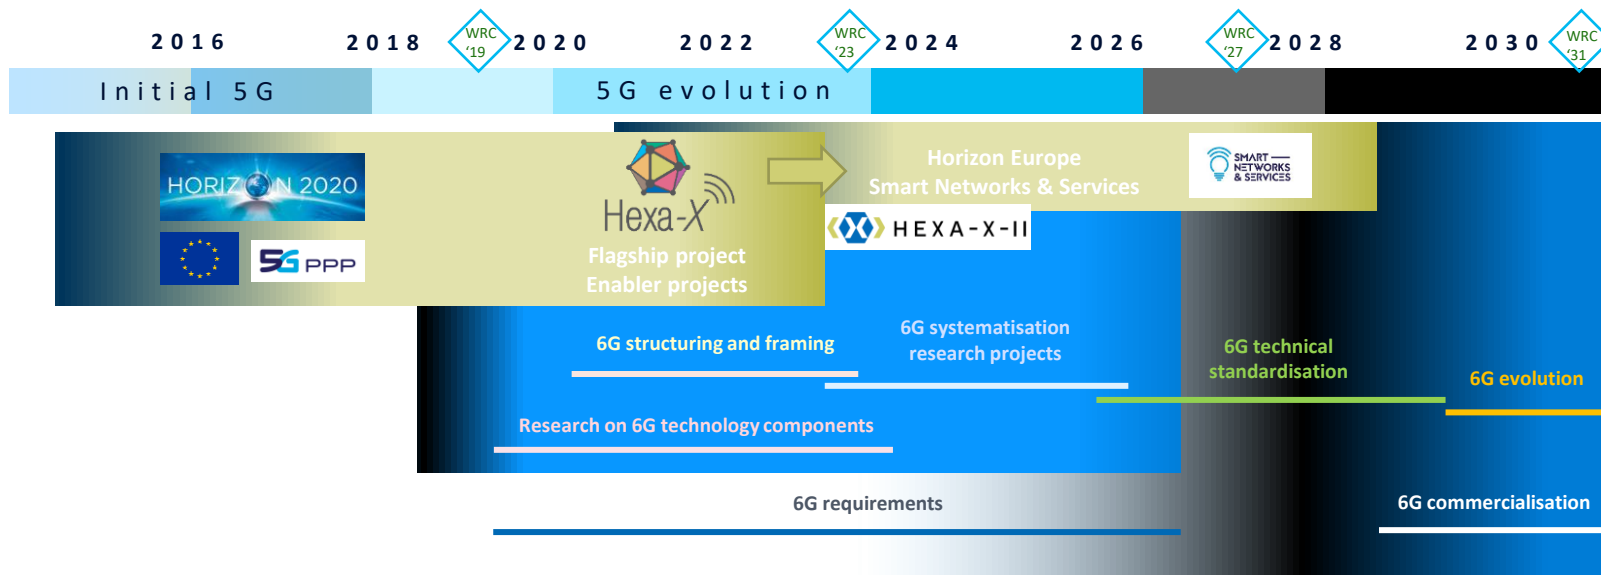 2016
2018
WRC
‘19
2020
2022
WRC
‘23
2024
2026
WRC
‘27
2028
2030
WRC
‘31
Initial 5G
5G evolution
HORIZON 2020
5G PPP
Hexa-X
Flagship project
Enabler projects
Horizon Europe
Smart Networks & Services
SMART
NETWORKS
& SERVICES
HEXA-X-II
6G structuring and framing
6G systematisation
research projects
6G technical
standardisation
6G evolution
Research on 6G technology components
6G requirements
6G commercialisation